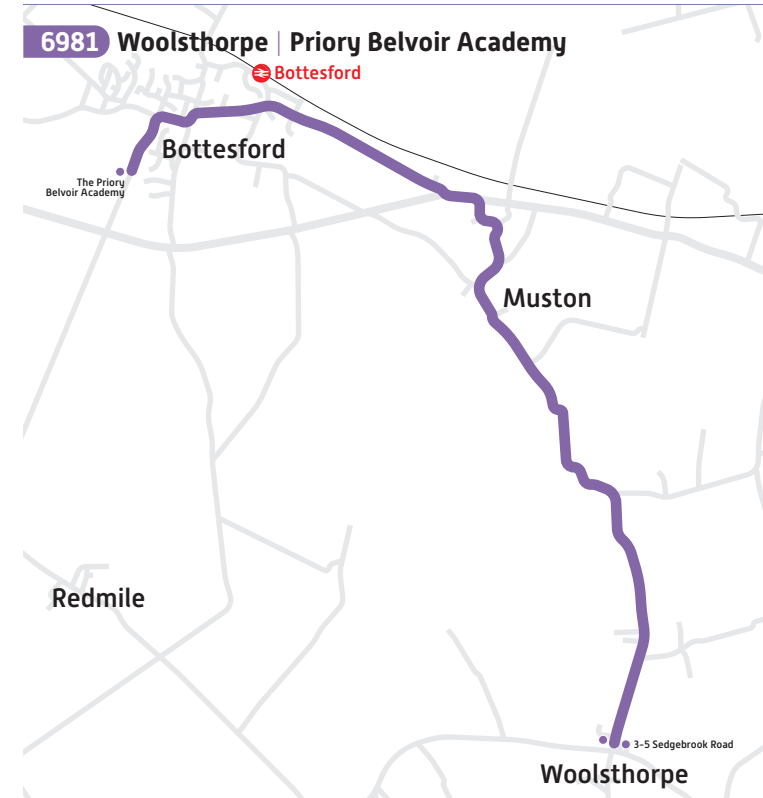 6981 Woolsthorpe | Priory Belvoir Academy
Bottesford
Bottesford
The Priory
Belvoir Academy
Muston
Redmile
3-5 Sedgebrook Road
Woolsthorpe